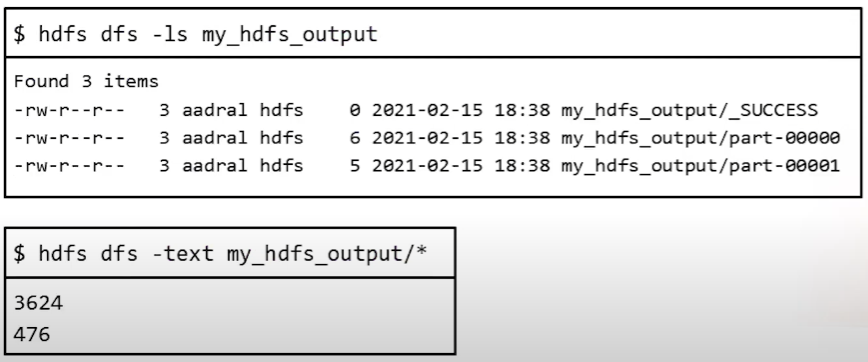 $ hdfs dfs -ls my_hdfs_output
Found 3 items
-rw-r--r--   3 aadral hdfs    0 2021-02-15 18:38 my_hdfs_output/_SUCCESS
-rw-r--r--   3 aadral hdfs    6 2021-02-15 18:38 my_hdfs_output/part-00000
-rw-r--r--   3 aadral hdfs    5 2021-02-15 18:38 my_hdfs_output/part-00001
$ hdfs dfs -text my_hdfs_output/*
3624
476